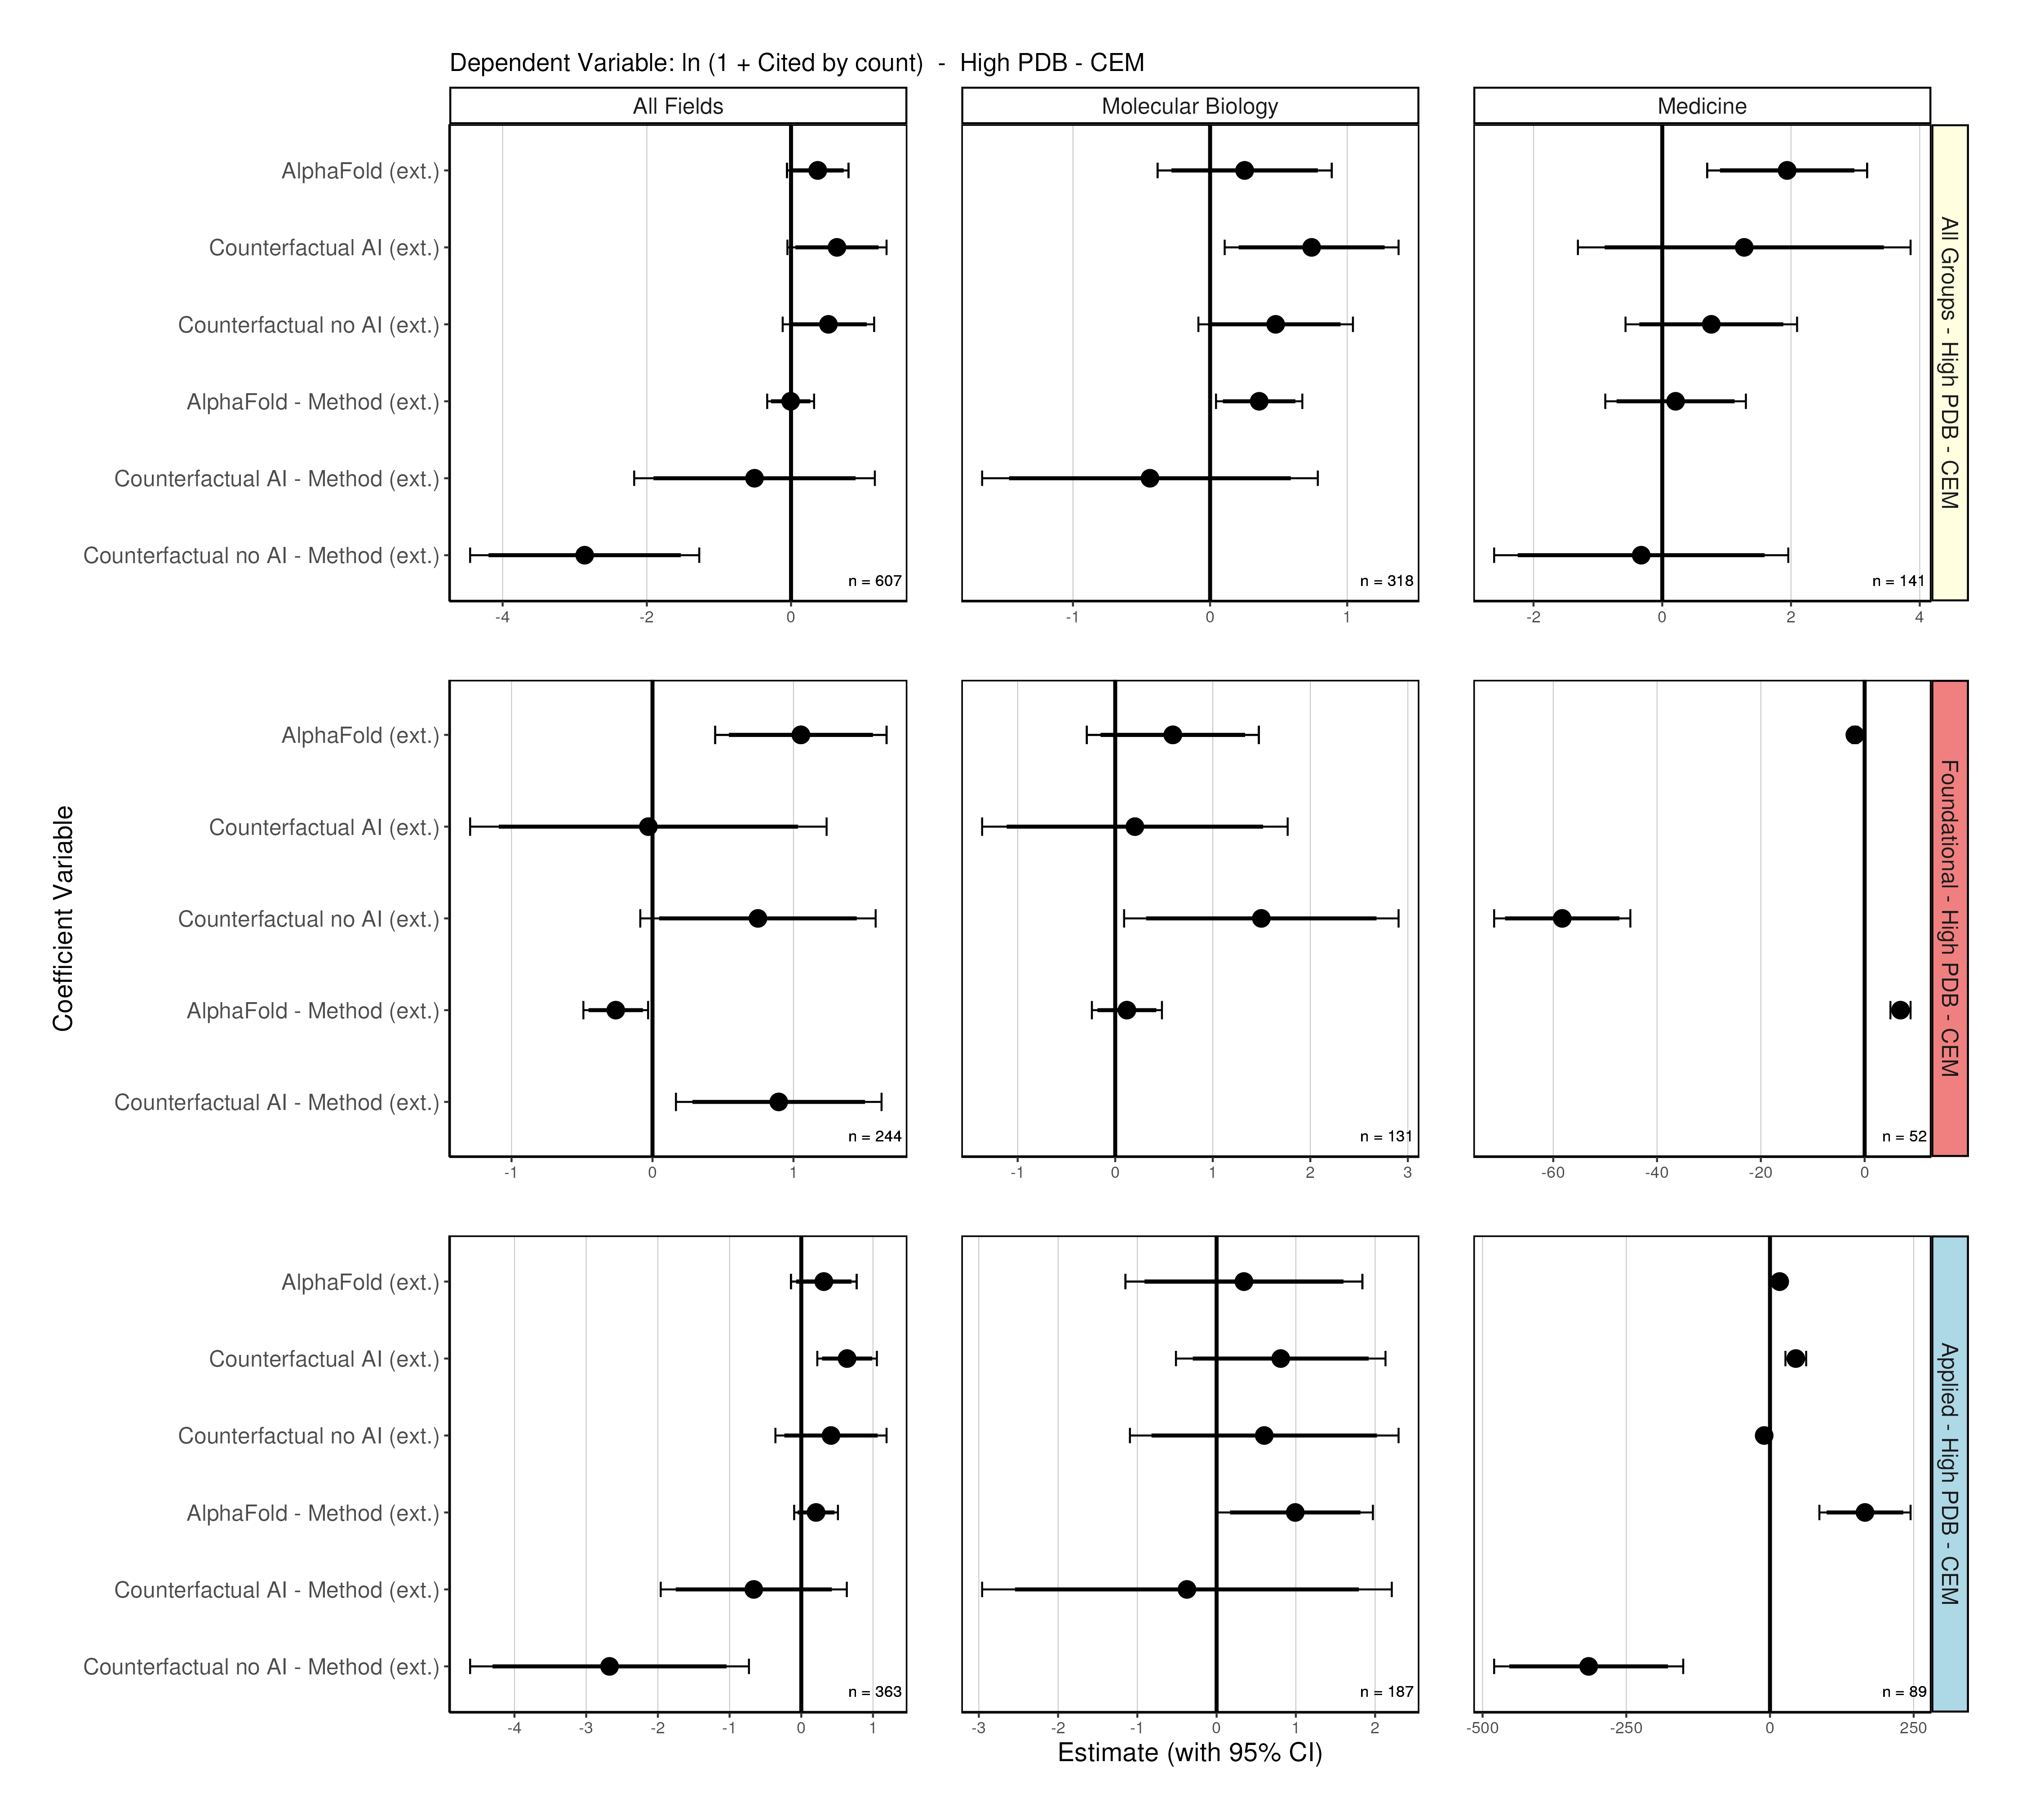 Dependent Variable: ln (1 + Cited by count)  -  High PDB - CEM
All Fields
Molecular Biology
Medicine
AlphaFold (ext.)
Counterfactual AI (ext.)
Counterfactual no AI (ext.)
AlphaFold - Method (ext.)
Counterfactual AI - Method (ext.)
Counterfactual no AI - Method (ext.)
n = 607
n = 318
n = 141
All Groups - High PDB - CEM
-4 -2 0
-1 0 1
-2 0 2 4
Coefficient Variable
AlphaFold (ext.)
Counterfactual AI (ext.)
Counterfactual no AI (ext.)
AlphaFold - Method (ext.)
Counterfactual AI - Method (ext.)
n = 244
n = 131
n = 52
Foundational - High PDB - CEM
-1 0 1
-1 0 1 2 3
-60 -40 -20 0
AlphaFold (ext.)
Counterfactual AI (ext.)
Counterfactual no AI (ext.)
AlphaFold - Method (ext.)
Counterfactual AI - Method (ext.)
Counterfactual no AI - Method (ext.)
n = 363
n = 187
n = 89
Applied - High PDB - CEM
-4 -3 -2 -1 0 1
-3 -2 -1 0 1 2
-500 -250 0 250
Estimate (with 95% CI)